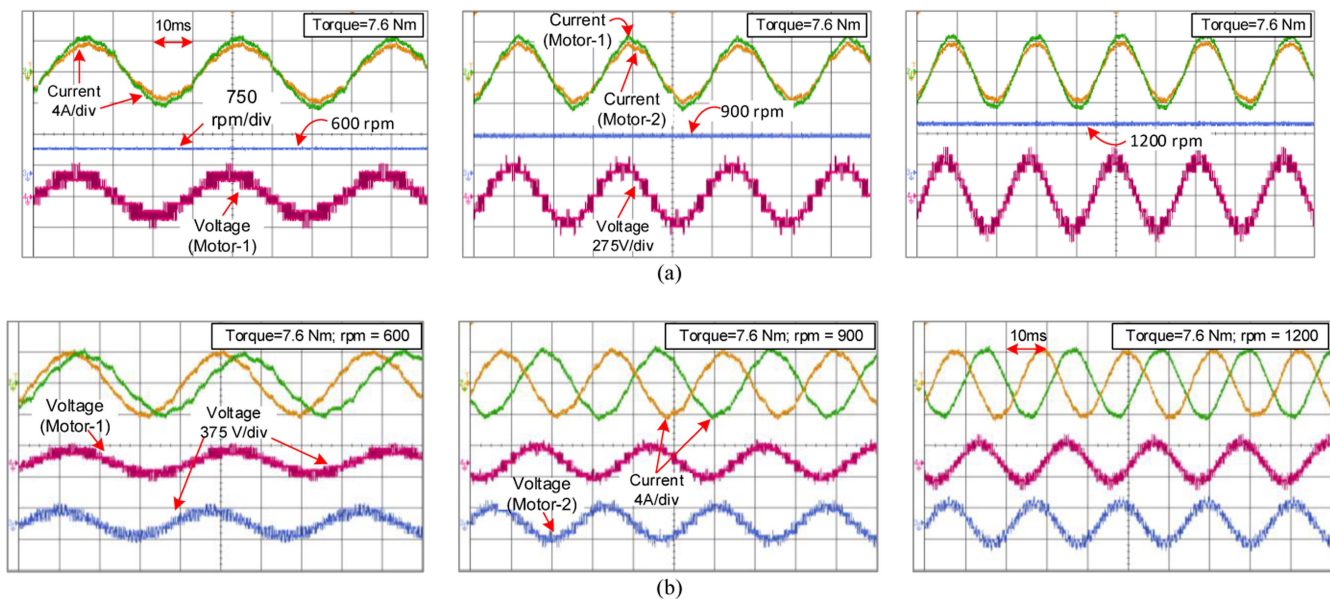 Torque=7.6 Nm
10ms
Current
4A/div
750
rpm/div
600 rpm
Voltage
(Motor-1)
Torque=7.6 Nm
Current
(Motor-1)
Current
(Motor-2)
900 rpm
Voltage
275V/div
Torque=7.6 Nm
1200 rpm
(a)
Torque=7.6 Nm; rpm = 600
Voltage
(Motor-1)
Voltage
375 V/div
Torque=7.6 Nm; rpm = 900
Voltage
(Motor-2)
Current
4A/div
Torque=7.6 Nm; rpm = 1200
10ms
(b)